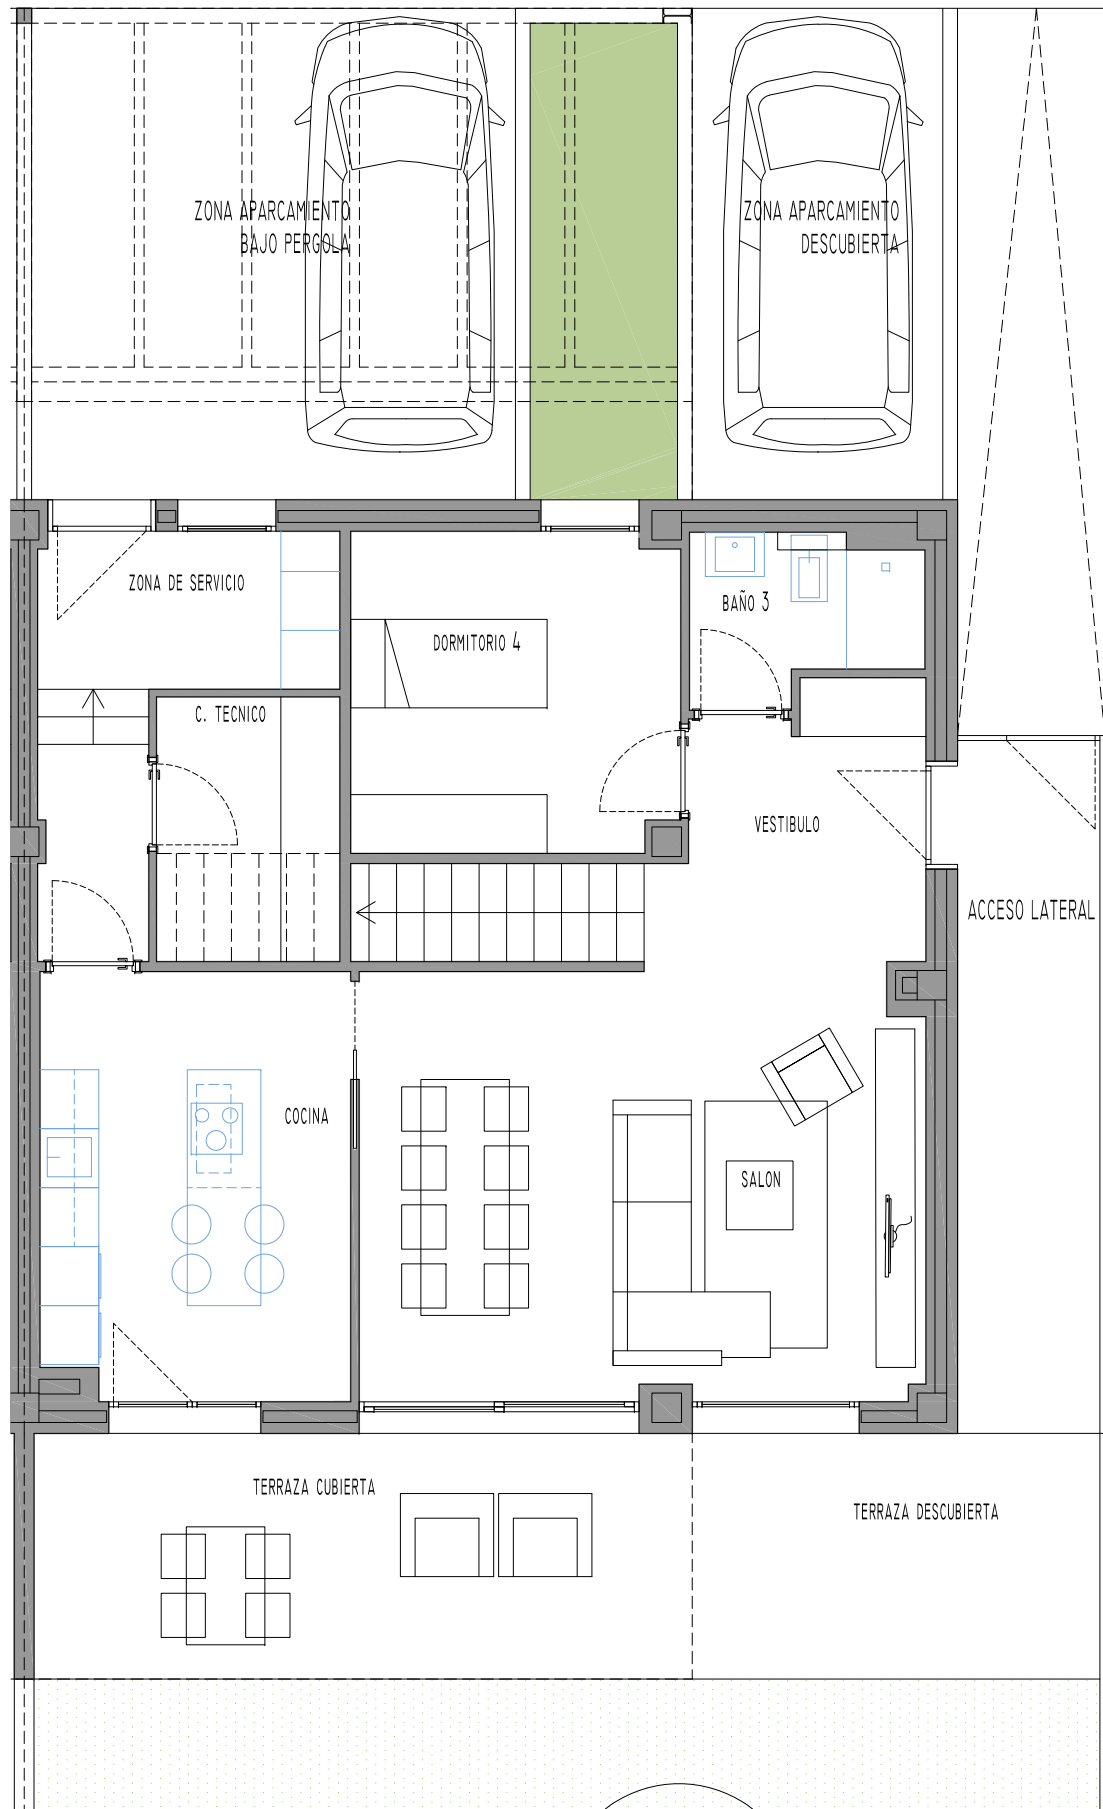 ZONA APARCAMIENTO
BAJO PERGOLA
ZONA APARCAMIENTO
DESCUBIERTA
ZONA DE SERVICIO
BAÑO 3
DORMITORIO 4
C. TECNICO
VESTIBULO
ACCESO LATERAL
COCINA
SALON
TERRAZA CUBIERTA
TERRAZA DESCUBIERTA